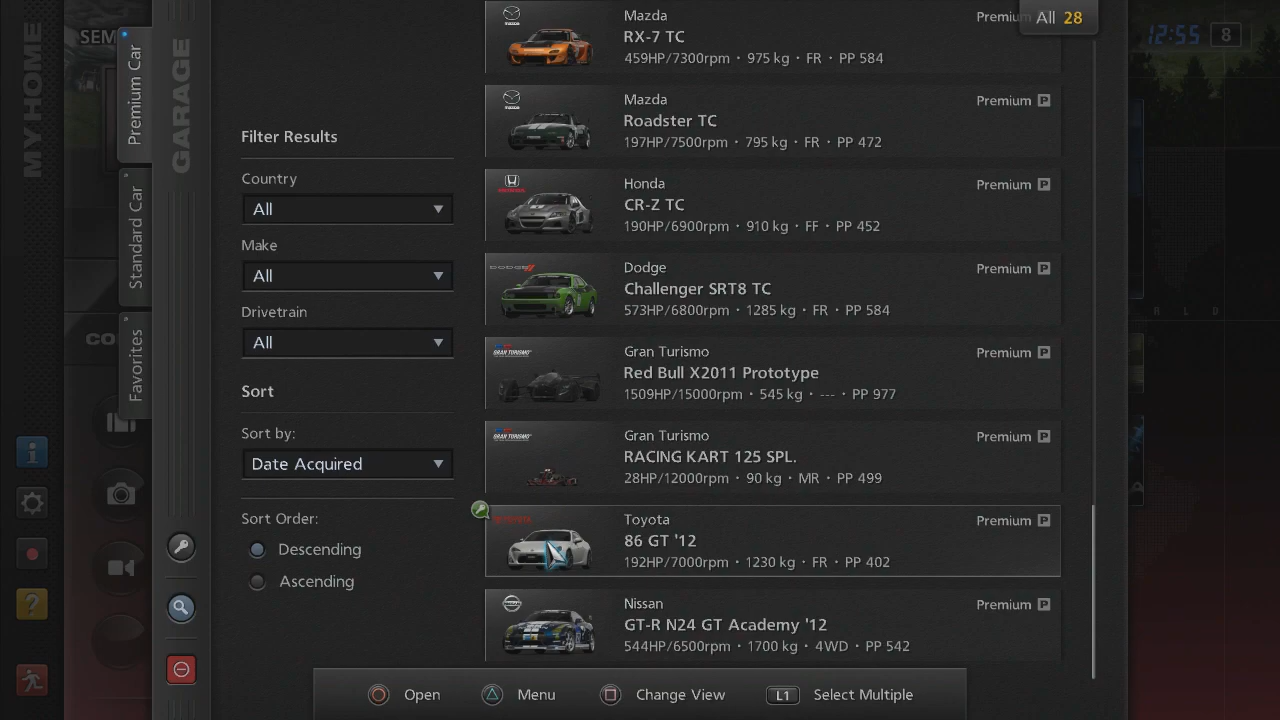 MY HOME
SEM
Premium Car
Standard Car
Favorites
GARAGE
Filter Results
Country
All
Make
All
Drivetrain
All
Sort
Sort by:
Date Acquired
Sort Order:
Descending
Ascending
All 28
12:55
8
Mazda
Premium
RX-7 TC
459HP/7300rpm · 975 kg · FR · PP 584
Mazda
Premium P
Roadster TC
197HP/7500rpm · 795 kg · FR · PP 472
Honda
Premium P
CR-Z TC
190HP/6900rpm · 910 kg · FF · PP 452
Dodge
Premium P
Challenger SRT8 TC
573HP/6800rpm · 1285 kg · FR · PP 584
Gran Turismo
Premium P
Red Bull X2011 Prototype
1509HP/15000rpm · 545 kg · --- · PP 977
Gran Turismo
Premium P
RACING KART 125 SPL.
28HP/12000rpm · 90 kg · MR · PP 499
Toyota
Premium P
86 GT '12
192HP/7000rpm · 1230 kg · FR · PP 402
Nissan
Premium P
GT-R N24 GT Academy '12
544HP/6500rpm · 1700 kg · 4WD · PP 542
Open
Menu
Change View
L1 Select Multiple